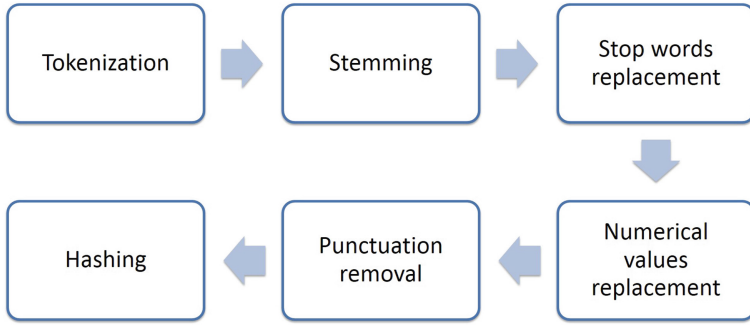 Tokenization
Stemming
Stop words
replacement
Numerical
values
replacement
Punctuation
removal
Hashing